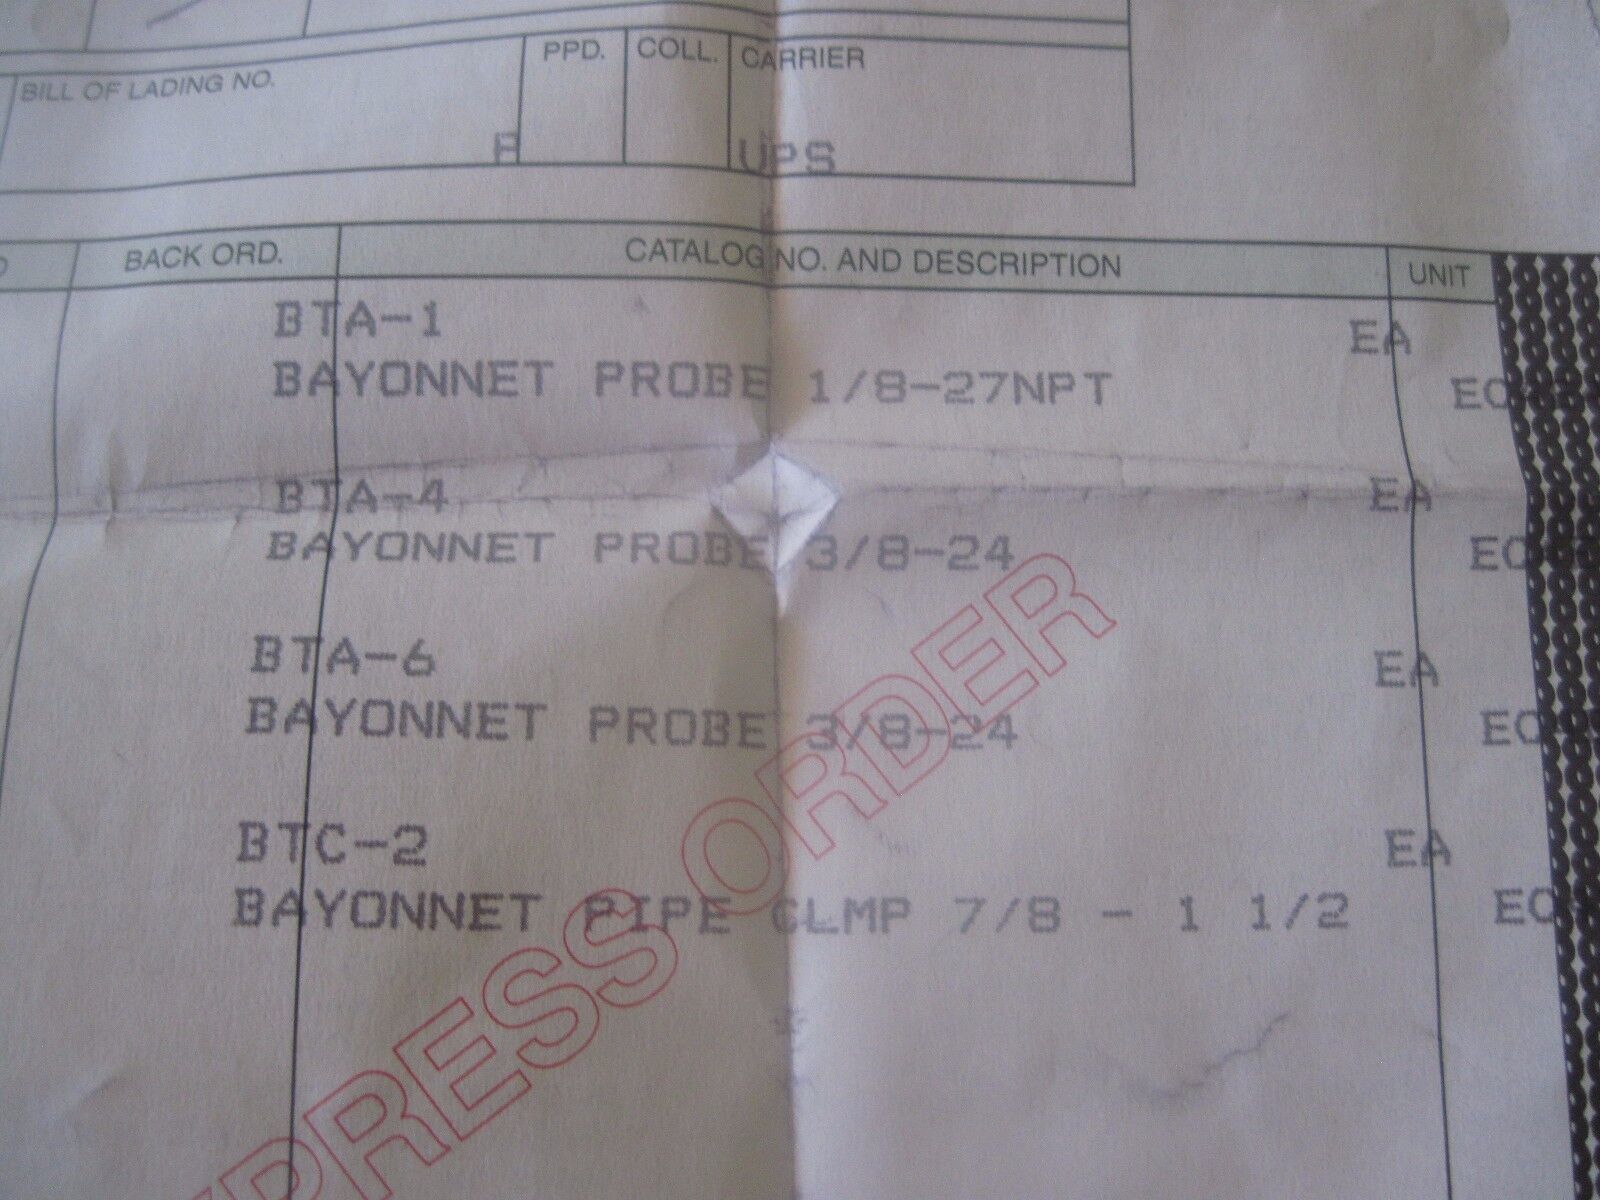 PPD. COLL. CARRIER
BILL OF LADING NO.
UPS
BACK ORD. CATALOG NO. AND DESCRIPTION UNIT
BTA-1 EA
BAYONNET PROBE 1/8-27NPT
BTA-4 EA
BAYONNET PROBE 3/8-24
BTA-6 EA
BAYONNET PROBE 3/8-24
BTC-2 EA
BAYONNET PIPE CLMP 7/8 - 1 1/2
EXPRESS ORDER